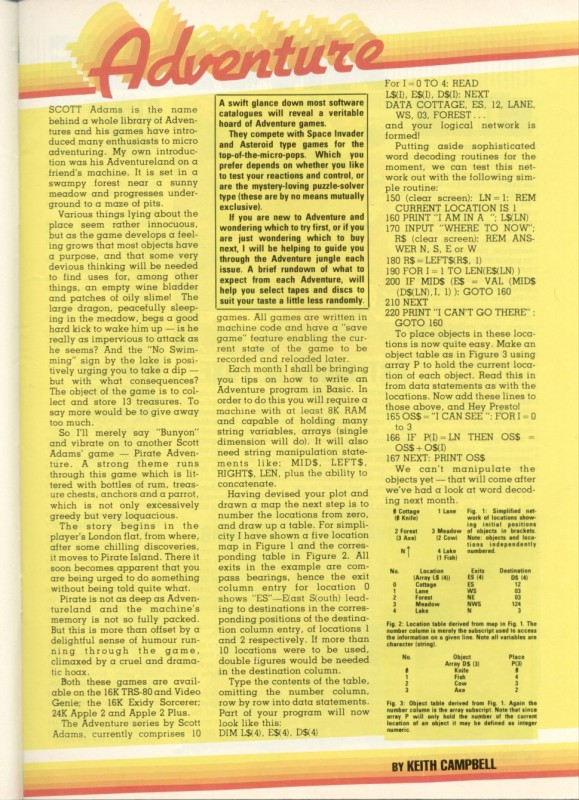 Adventure
SCOTT Adams is the name
behind a whole library of Adven-
tures and his games have intro-
duced many enthusiasts to micro
adventuring. My own introduc-
tion was his Adventureland on a
friend's machine. It is set in a
swampy forest near a sunny
meadow and progresses under-
ground to a maze of pits.
Various things lying about the
place seem rather innocuous,
but as the game develops a feel-
ing grows that most objects have
a purpose, and that some very
devious thinking will be needed
to find uses for, among other
things, an empty wine bladder
and patches of oily slime! The
large dragon, peacefully sleep-
ing in the meadow, begs a good
hard kick to wake him up — is he
really as impervious to attack as
he seems? And the "No Swim-
ming" sign by the lake is posi-
tively urging you to take a dip —
but with what consequences?
The object of the game is to col-
lect and store 13 treasures. To
say more would be to give away
too much.
So I'll merely say "Bunyon"
and vibrate on to another Scott
Adams' game — Pirate Adven-
ture. A strong theme runs
through this game which is lit-
tered with bottles of rum, treas-
ure chests, anchors and a parrot,
which is not only excessively
greedy but very loquacious.
The story begins in the
player's London flat, from where,
after some chilling discoveries,
it moves to Pirate Island. There it
soon becomes apparent that you
are being urged to do something
without being told quite what.
Pirate is not as deep as Advent-
ureland and the machine's
memory is not so fully packed.
But this is more than offset by a
delightful sense of humour run-
ning through the game,
climaxed by a cruel and drama-
tic hoax.
Both these games are avail-
able on the 16K TRS-80 and Video
Genie; the 16K Exidy Sorcerer;
24K Apple 2 and Apple 2 Plus.
The Adventure series by Scott
Adams, currently comprises 10
A swift glance down most software
catalogues will reveal a veritable
hoard of Adventure games.
They compete with Space Invader
and Asteroid type games for the
top-of-the-micro-pops. Which you
prefer depends on whether you like
to test your reactions and control, or
are the mystery-loving puzzle-solver
type (these are by no means mutually
exclusive).
If you are new to Adventure and
wondering which to try first, or if you
are just wondering which to buy
next, I will be helping to guide you
through the Adventure jungle each
issue. A brief rundown of what to
expect from each Adventure, will
help you select tapes and discs to
suit your taste a little less randomly.
games. All games are written in
machine code and have a "save
game" feature enabling the cur-
rent state of the game to be
recorded and reloaded later.
Each month I shall be bringing
you tips on how to write an
Adventure program in Basic. In
order to do this you will require a
machine with at least 8K RAM
and capable of holding many
string variables, arrays (single
dimension will do). It will also
need string manipulation state-
ments like: MID$, LEFT$,
RIGHT$, LEN, plus the ability to
concatenate.
Having devised your plot and
drawn a map the next step is to
number the locations from zero,
and draw up a table. For simpli-
city I have shown a five location
map in Figure 1 and the corres-
ponding table in Figure 2. All
exits in the example are com-
pass bearings, hence the exit
column entry for location 0
shows "ES"—East S(outh) lead-
ing to destinations in the corres-
ponding positions of the destina-
tion column entry, of locations 1
and 2 respectively. If more than
10 locations were to be used,
double figures would be needed
in the destination column.
Type the contents of the table,
omitting the number column,
row by row into data statements.
Part of your program will now
look like this:
DIM L$(4), E$(4), D$(4)
For I = 0 TO 4: READ
L$(I), E$(I), D$(I): NEXT
DATA COTTAGE, ES, 12, LANE,
WS, 03, FOREST . . .
and your logical network is
formed!
Putting aside sophisticated
word decoding routines for the
moment, we can test this net-
work out with the following sim-
ple routine:
150 (clear screen): LN = 1: REM
CURRENT LOCATION IS 1
160 PRINT "I AM IN A "; L$(LN)
170 INPUT "WHERE TO NOW";
R$ (clear screen): REM ANS-
WER N, S, E or W
180 R$ = LEFT$(R$, 1)
190 FOR I = 1 TO LEN(E$(LN) )
200 IF MID$ (E$ = VAL (MID$
(D$(LN), I, 1) ): GOTO 160
210 NEXT
220 PRINT "I CAN'T GO THERE" :
GOTO 160
To place objects in these loca-
tions is now quite easy. Make an
object table as in Figure 3 using
array P to hold the current loca-
tion of each object. Read this in
from data statements as with the
locations. Now add these lines to
those above, and Hey Presto!
165 OS$ = "I CAN SEE ": FOR I = 0
to 3
166 IF P(I) = LN THEN OS$ =
OS$ + O$(I)
167 NEXT: PRINT OS$
We can't manipulate the
objects yet — that will come after
we've had a look at word decod-
ing next month.
0 Cottage 1 Lane
(0 Knife)
2 Forest 3 Meadow
(3 Axe) (2 Cow)
N↑ 4 Lake
(1 Fish)
Fig. 1: Simplified net-
work of locations show-
ing initial positions
of objects in brackets.
Note: objects and loca-
tions independently
numbered.
No. Location Exits Destination
(Array L$ (4)) E$ (4) D$ (4)
0 Cottage ES 12
1 Lane WS 03
2 Forest NE 03
3 Meadow NWS 124
4 Lake N 3
Fig. 2: Location table derived from map in Fig. 1. The
number column is merely the subscript used to access
the information on a given line. Note all variables are
character (string).
No. Object Place
Array D$ (3) P(3)
0 Knife 0
1 Fish 4
2 Cow 3
3 Axe 2
Fig. 3: Object table derived from Fig. 1. Again the
number column is the array subscript. Note that since
array P will only hold the number of the current
location of an object it may be defined as integer
numeric.
BY KEITH CAMPBELL